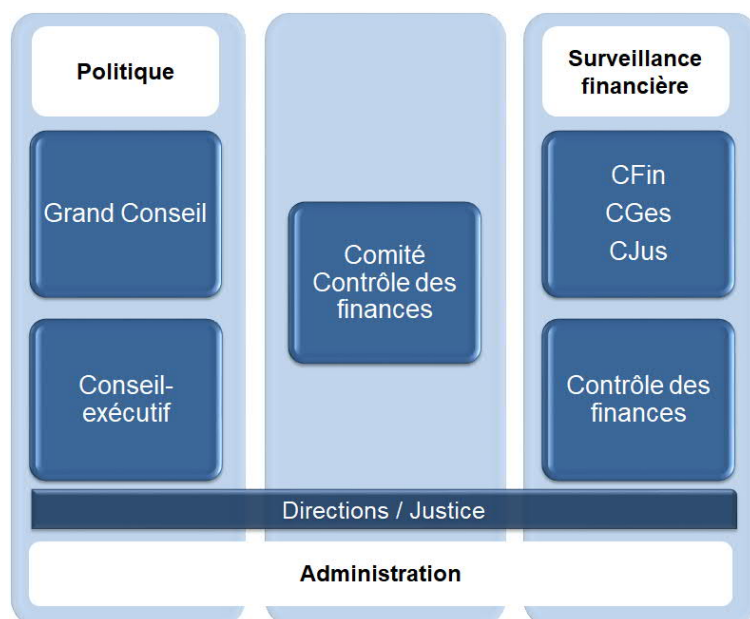 Politique
Grand Conseil
Conseil-
exécutif
Comité
Contrôle des
finances
Surveillance
financière
CFin
CGes
CJus
Contrôle des
finances
Directions / Justice
Administration